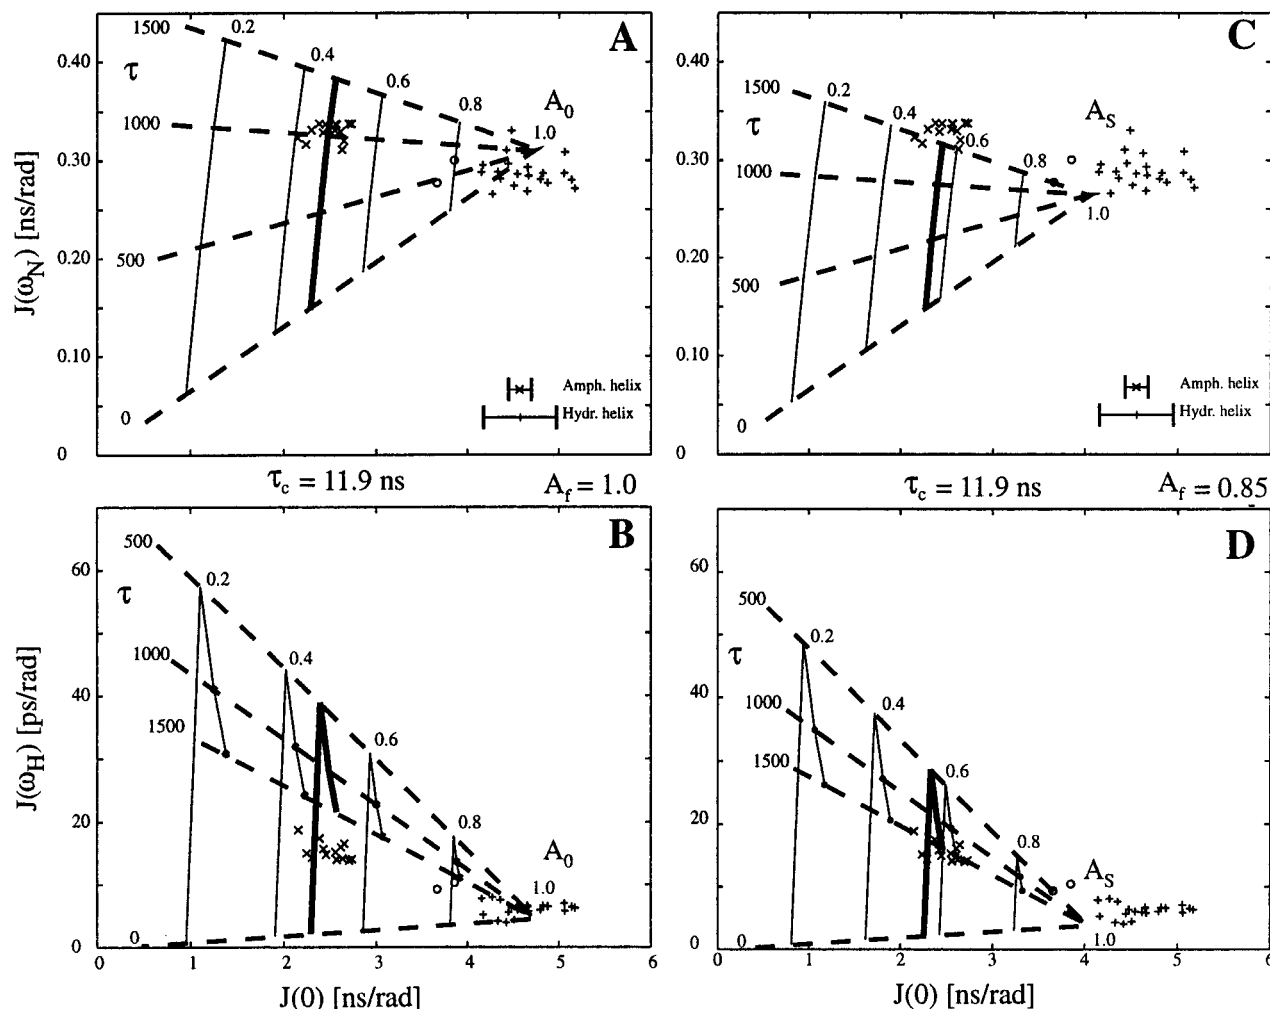 A
1500
0.2
0.4
0.6
0.8
1.0
A0
0.40
τ
1000
0.30
500
0.20
0.10
0
0
J(ωN) [ns/rad]
Amph. helix
Hydr. helix
C
0.40
1500
0.2
0.4
0.6
0.8
1.0
AS
τ
0.30
1000
500
0.20
0.10
0
0
Amph. helix
Hydr. helix
τc = 11.9 ns
Af = 1.0
τc = 11.9 ns
Af = 0.85
B
500
0.2
0.4
0.6
0.8
1.0
A0
60
τ
1000
40
1500
20
0
0
J(ωH) [ps/rad]
0 1 2 3 4 5 6
J(0) [ns/rad]
D
60
500
0.2
0.4
0.6
0.8
1.0
AS
τ
1000
40
1500
20
0
0
0 1 2 3 4 5 6
J(0) [ns/rad]